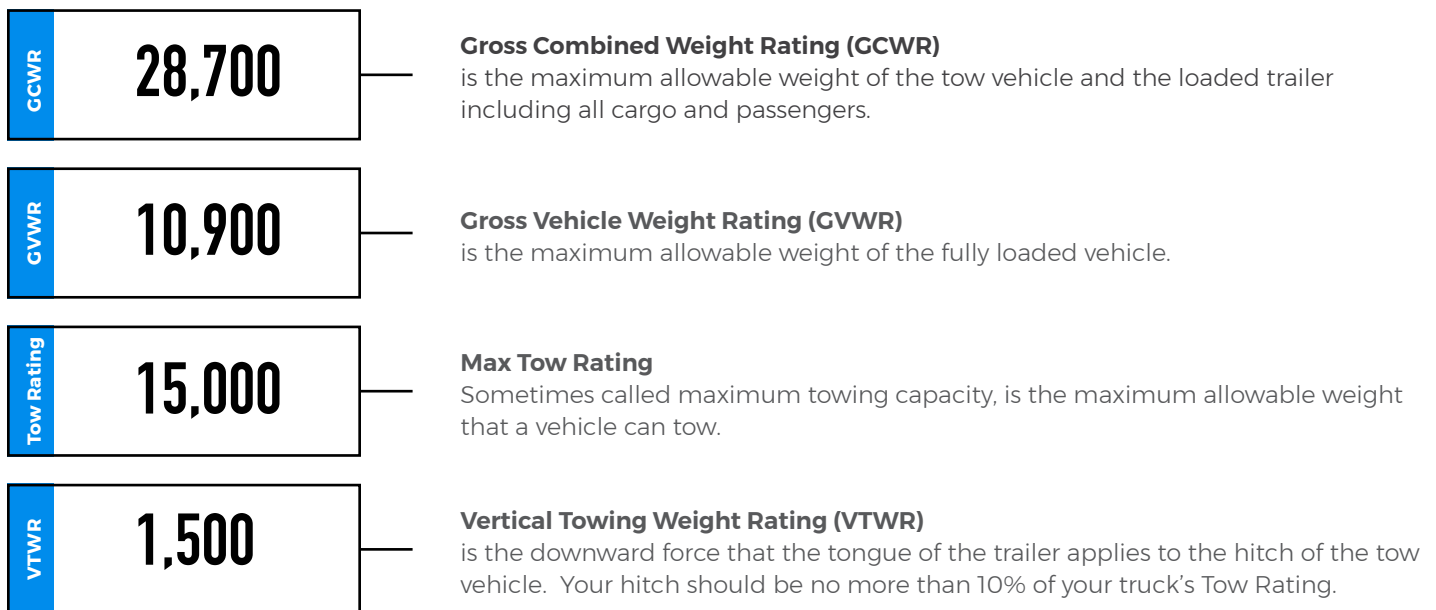 GCWR
28,700
Gross Combined Weight Rating (GCWR)
is the maximum allowable weight of the tow vehicle and the loaded trailer
including all cargo and passengers.
GVWR
10,900
Gross Vehicle Weight Rating (GVWR)
is the maximum allowable weight of the fully loaded vehicle.
Tow Rating
15,000
Max Tow Rating
Sometimes called maximum towing capacity, is the maximum allowable weight
that a vehicle can tow.
VTWR
1,500
Vertical Towing Weight Rating (VTWR)
is the downward force that the tongue of the trailer applies to the hitch of the tow
vehicle.  Your hitch should be no more than 10% of your truck’s Tow Rating.